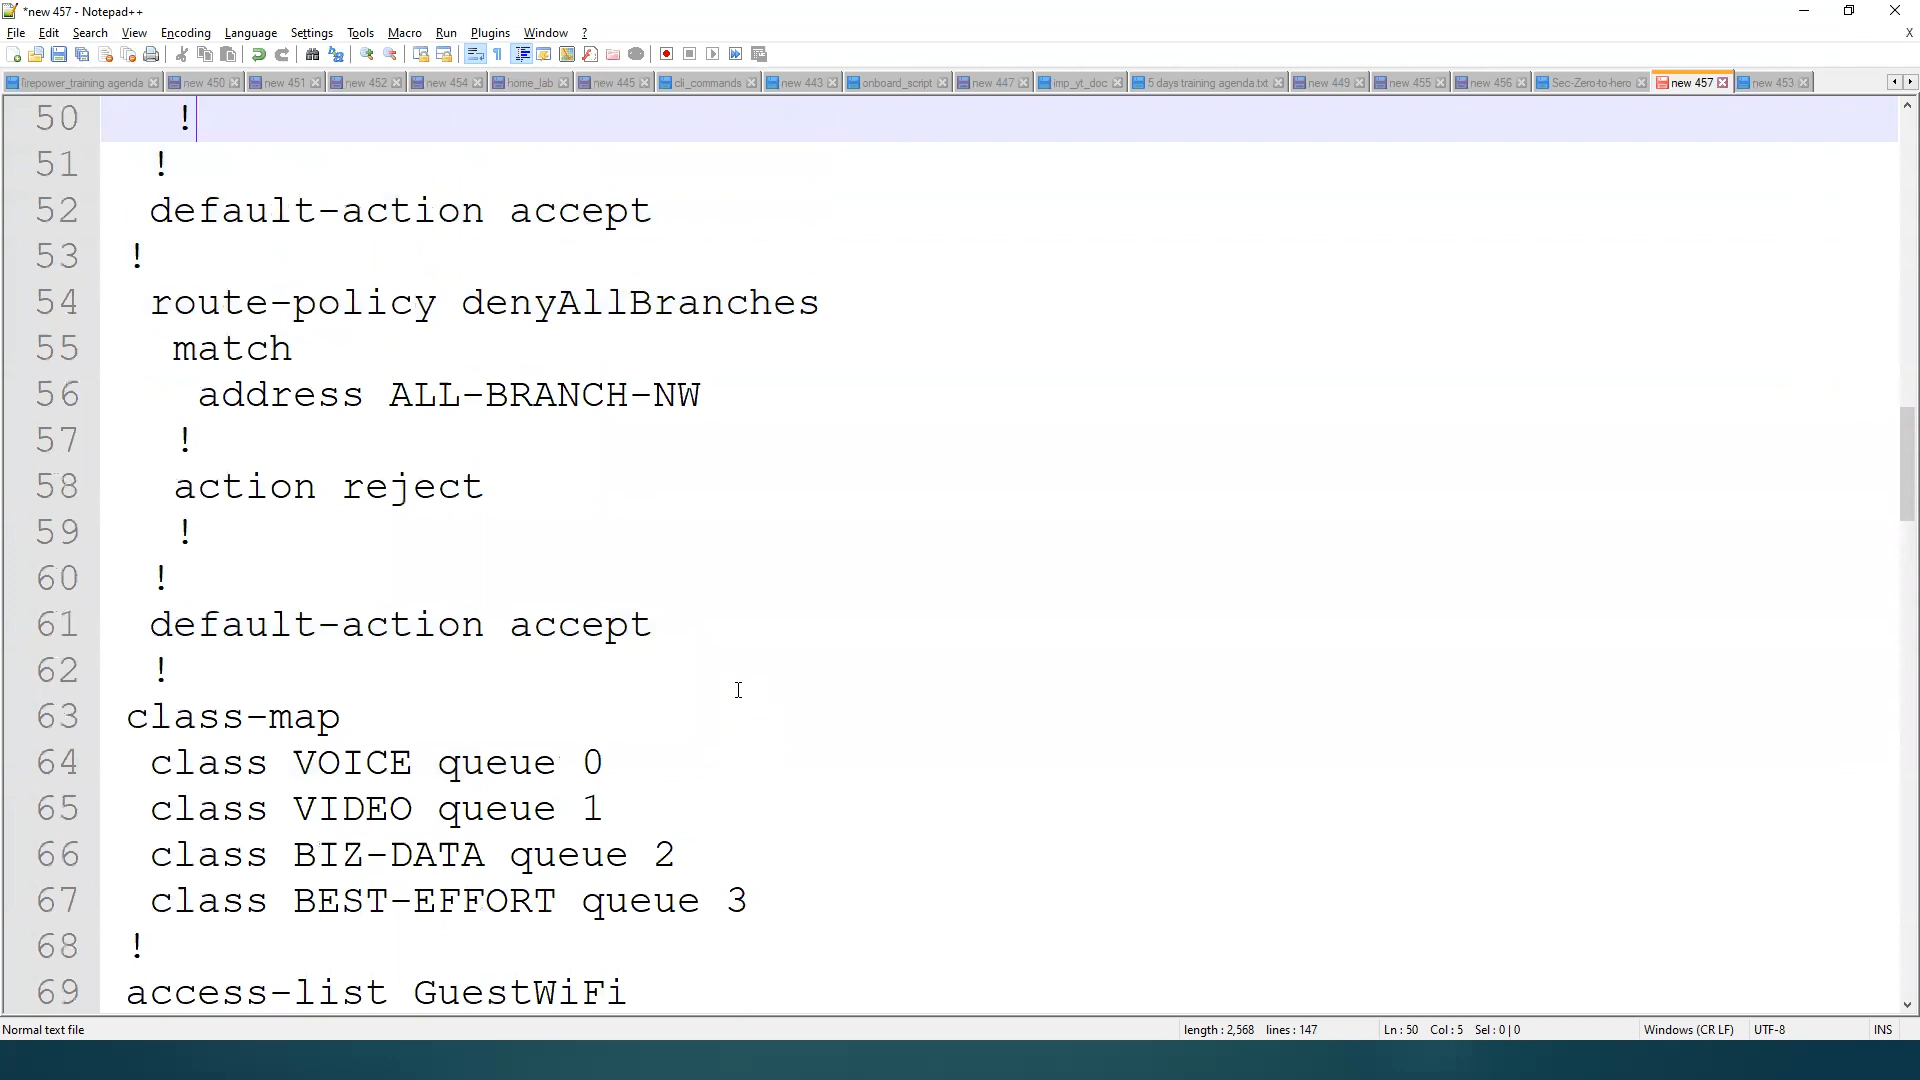 *new 457 - Notepad++
File Edit Search View Encoding Language Settings Tools Macro Run Plugins Window ? X
firepower_training agenda new 450 new 451 new 452 new 454 home_lab new 445 cli_commands new 443 onboard_script new 447 imp_yt_doc 5 days training agenda.txt new 449 new 455 new 456 Sec-Zero-to-hero new 457 new 453
50 !
51 !
52 default-action accept
53 !
54 route-policy denyAllBranches
55 match
56 address ALL-BRANCH-NW
57 !
58 action reject
59 !
60 !
61 default-action accept
62 !
63 class-map
64 class VOICE queue 0
65 class VIDEO queue 1
66 class BIZ-DATA queue 2
67 class BEST-EFFORT queue 3
68 !
69 access-list GuestWiFi
Normal text file length : 2,568 lines : 147 Ln : 50 Col : 5 Sel : 0 | 0 Windows (CR LF) UTF-8 INS